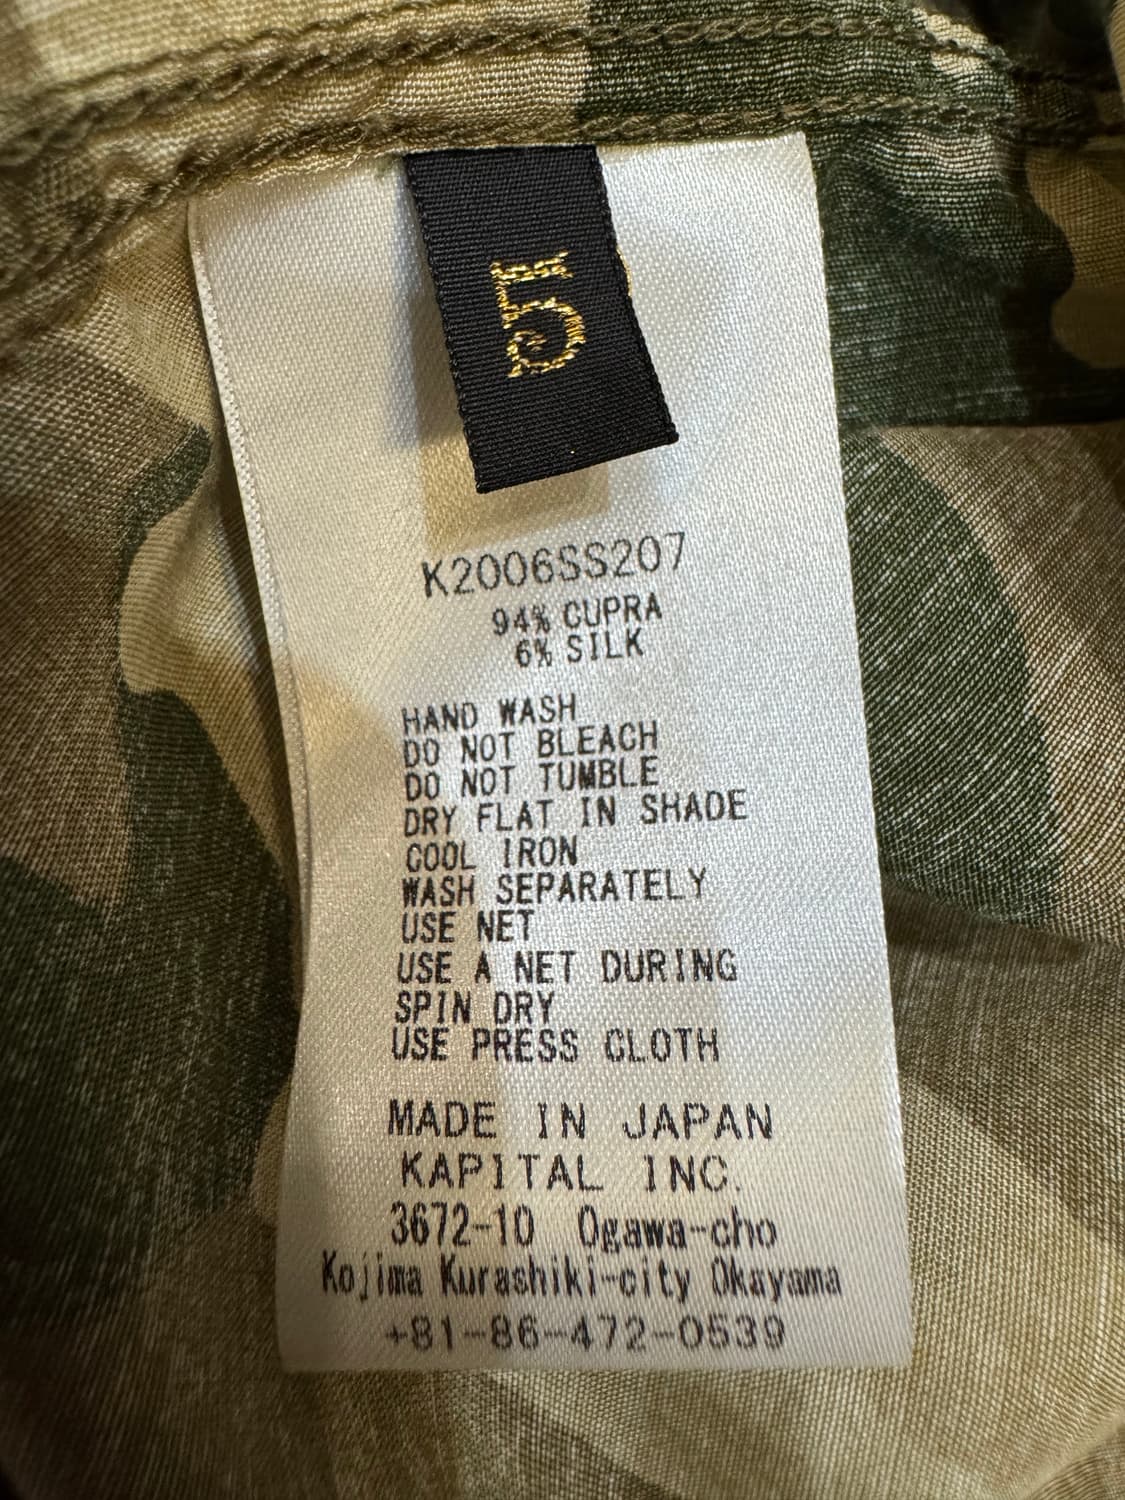 5
K2006SS207
94% CUPRA
6% SILK
HAND WASH
DO NOT BLEACH
DO NOT TUMBLE
DRY FLAT IN SHADE
COOL IRON
WASH SEPARATELY
USE NET
USE A NET DURING
SPIN DRY
USE PRESS CLOTH
MADE IN JAPAN
KAPITAL INC.
3672-10 Ogawa-cho
Kojima Kurashiki-city Okayama
+81-86-472-0539